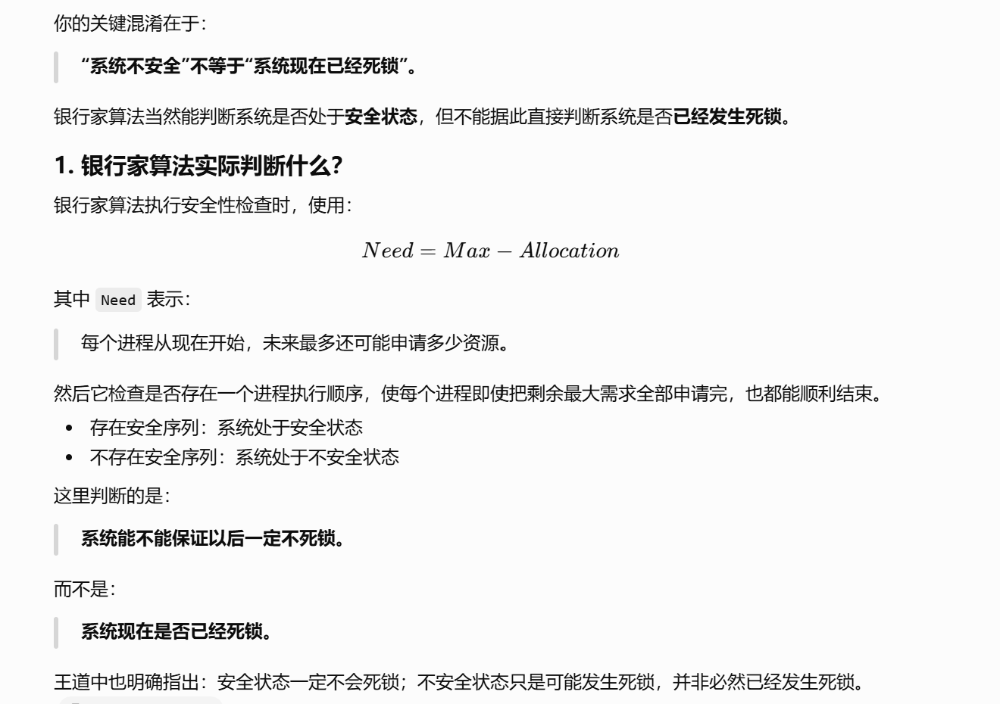 你的关键混淆在于：
“系统不安全”不等于“系统现在已经死锁”。
银行家算法当然能判断系统是否处于安全状态，但不能据此直接判断系统是否已经发生死锁。
1. 银行家算法实际判断什么？
银行家算法执行安全性检查时，使用：
Need = Max − Allocation
其中 Need 表示：
每个进程从现在开始，未来最多还可能申请多少资源。
然后它检查是否存在一个进程执行顺序，使每个进程即使把剩余最大需求全部申请完，也都能顺利结束。
• 存在安全序列：系统处于安全状态
• 不存在安全序列：系统处于不安全状态
这里判断的是：
系统能不能保证以后一定不死锁。
而不是：
系统现在是否已经死锁。
王道中也明确指出：安全状态一定不会死锁；不安全状态只是可能发生死锁，并非必然已经发生死锁。